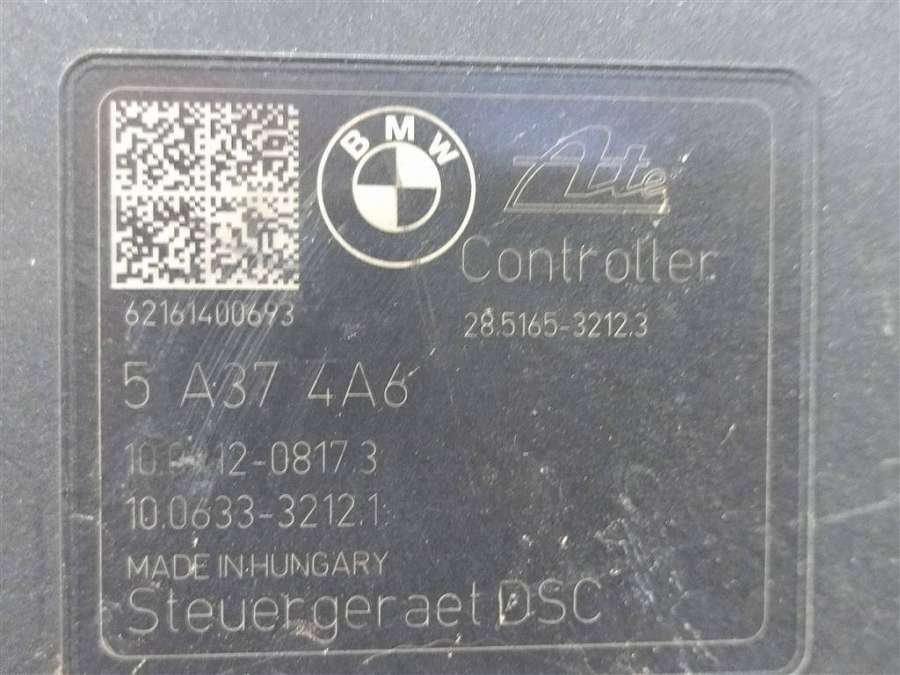 BMW
Ate
Controller
62161400693
28.5165-3212.3
5 A37 4A6
10.0633-3212.1
MADE IN HUNGARY
Steuergeraet DSC